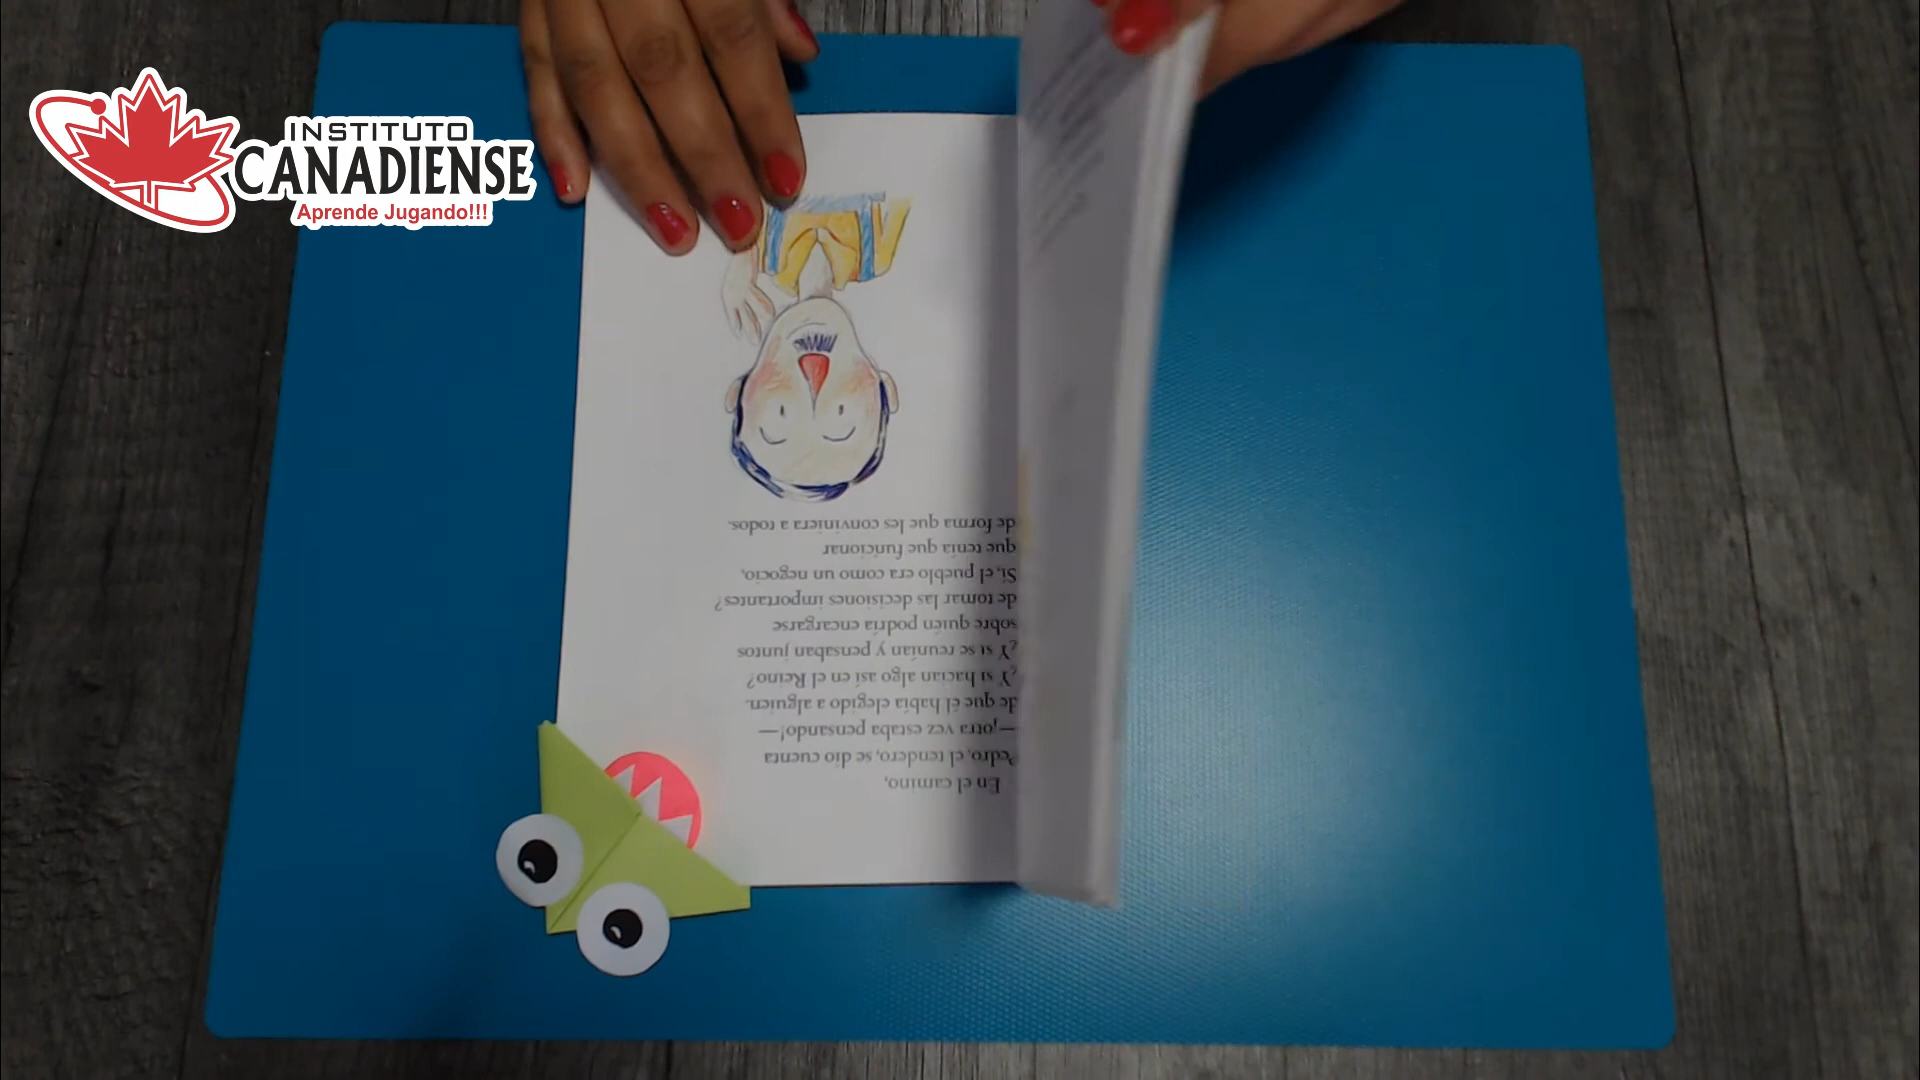 INSTITUTO
CANADIENSE
Aprende Jugando!!!
En el camino,
Pedro, el tendero, se dio cuenta
—¡otra vez estaba pensando!—
de que él había elegido a alguien.
¿Y si hacían algo así en el Reino?
¿Y si se reunían y pensaban juntos
sobre quién podría encargarse
de tomar las decisiones importantes?
Sí, el pueblo era como un negocio,
que tenía que funcionar
de forma que les conviniera a todos.